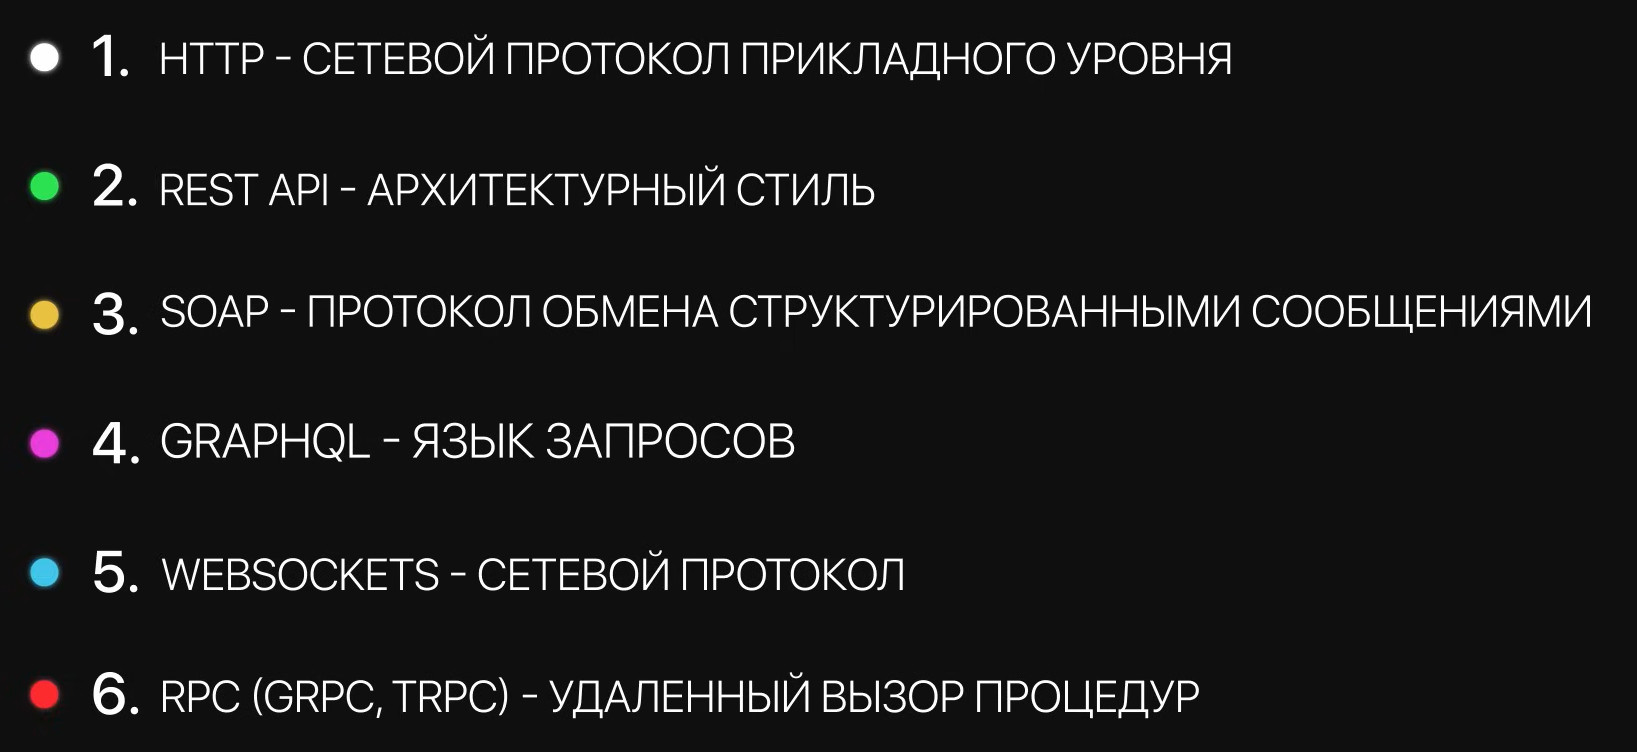 1. HTTP - СЕТЕВОЙ ПРОТОКОЛ ПРИКЛАДНОГО УРОВНЯ
2. REST API - АРХИТЕКТУРНЫЙ СТИЛЬ
3. SOAP - ПРОТОКОЛ ОБМЕНА СТРУКТУРИРОВАННЫМИ СООБЩЕНИЯМИ
4. GRAPHQL - ЯЗЫК ЗАПРОСОВ
5. WEBSOCKETS - СЕТЕВОЙ ПРОТОКОЛ
6. RPC (GRPC, TRPC) - УДАЛЕННЫЙ ВЫЗОР ПРОЦЕДУР